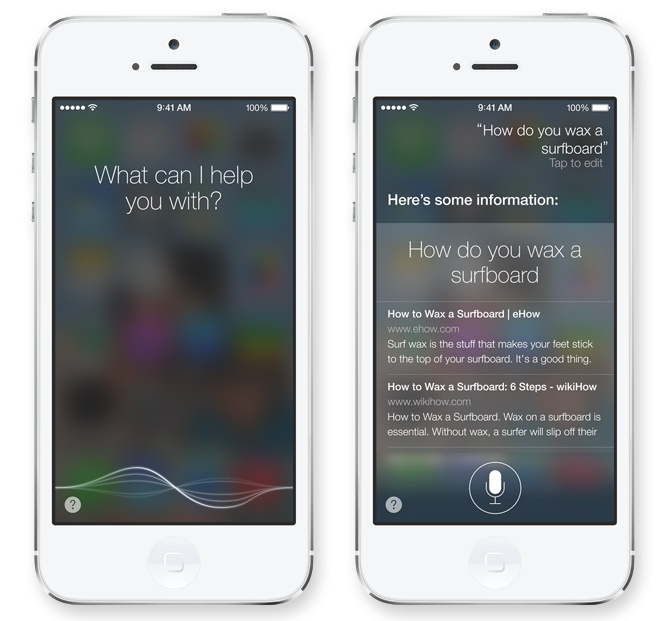 9:41 AM 100%
What can I help
you with?
?
9:41 AM 100%
“How do you wax a
surfboard”
Tap to edit
Here's some information:
How do you wax a
surfboard
How to Wax a Surfboard | eHow
www.ehow.com
Surf wax is the stuff that makes your feet stick
to the top of your surfboard. It's a good thing.
How to Wax a Surfboard: 6 Steps - wikiHow
www.wikihow.com
How to Wax a Surfboard. Wax on a surfboard is
essential. Without wax, a surfer will slip off their
?